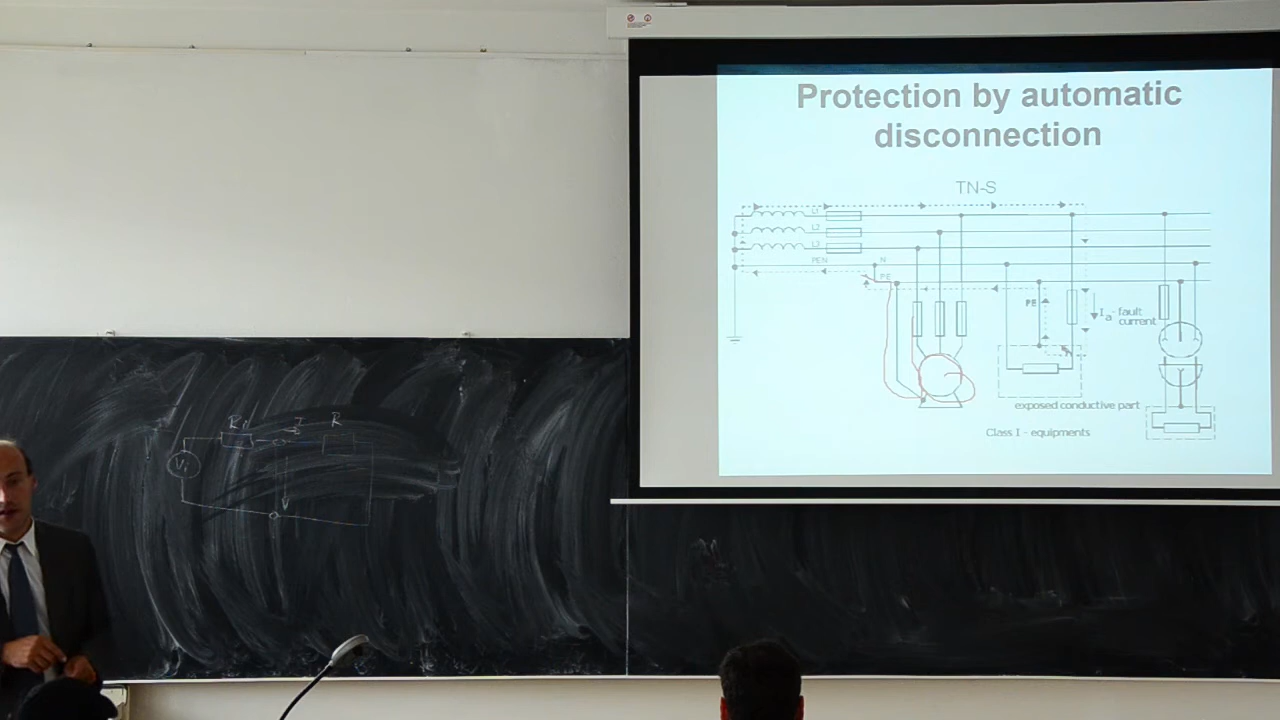 Protection by automatic
disconnection
TN-S
L1
L2
L3
PEN
N
PE
PE
Ia - fault
current
exposed conductive part
Class I - equipments
I
R